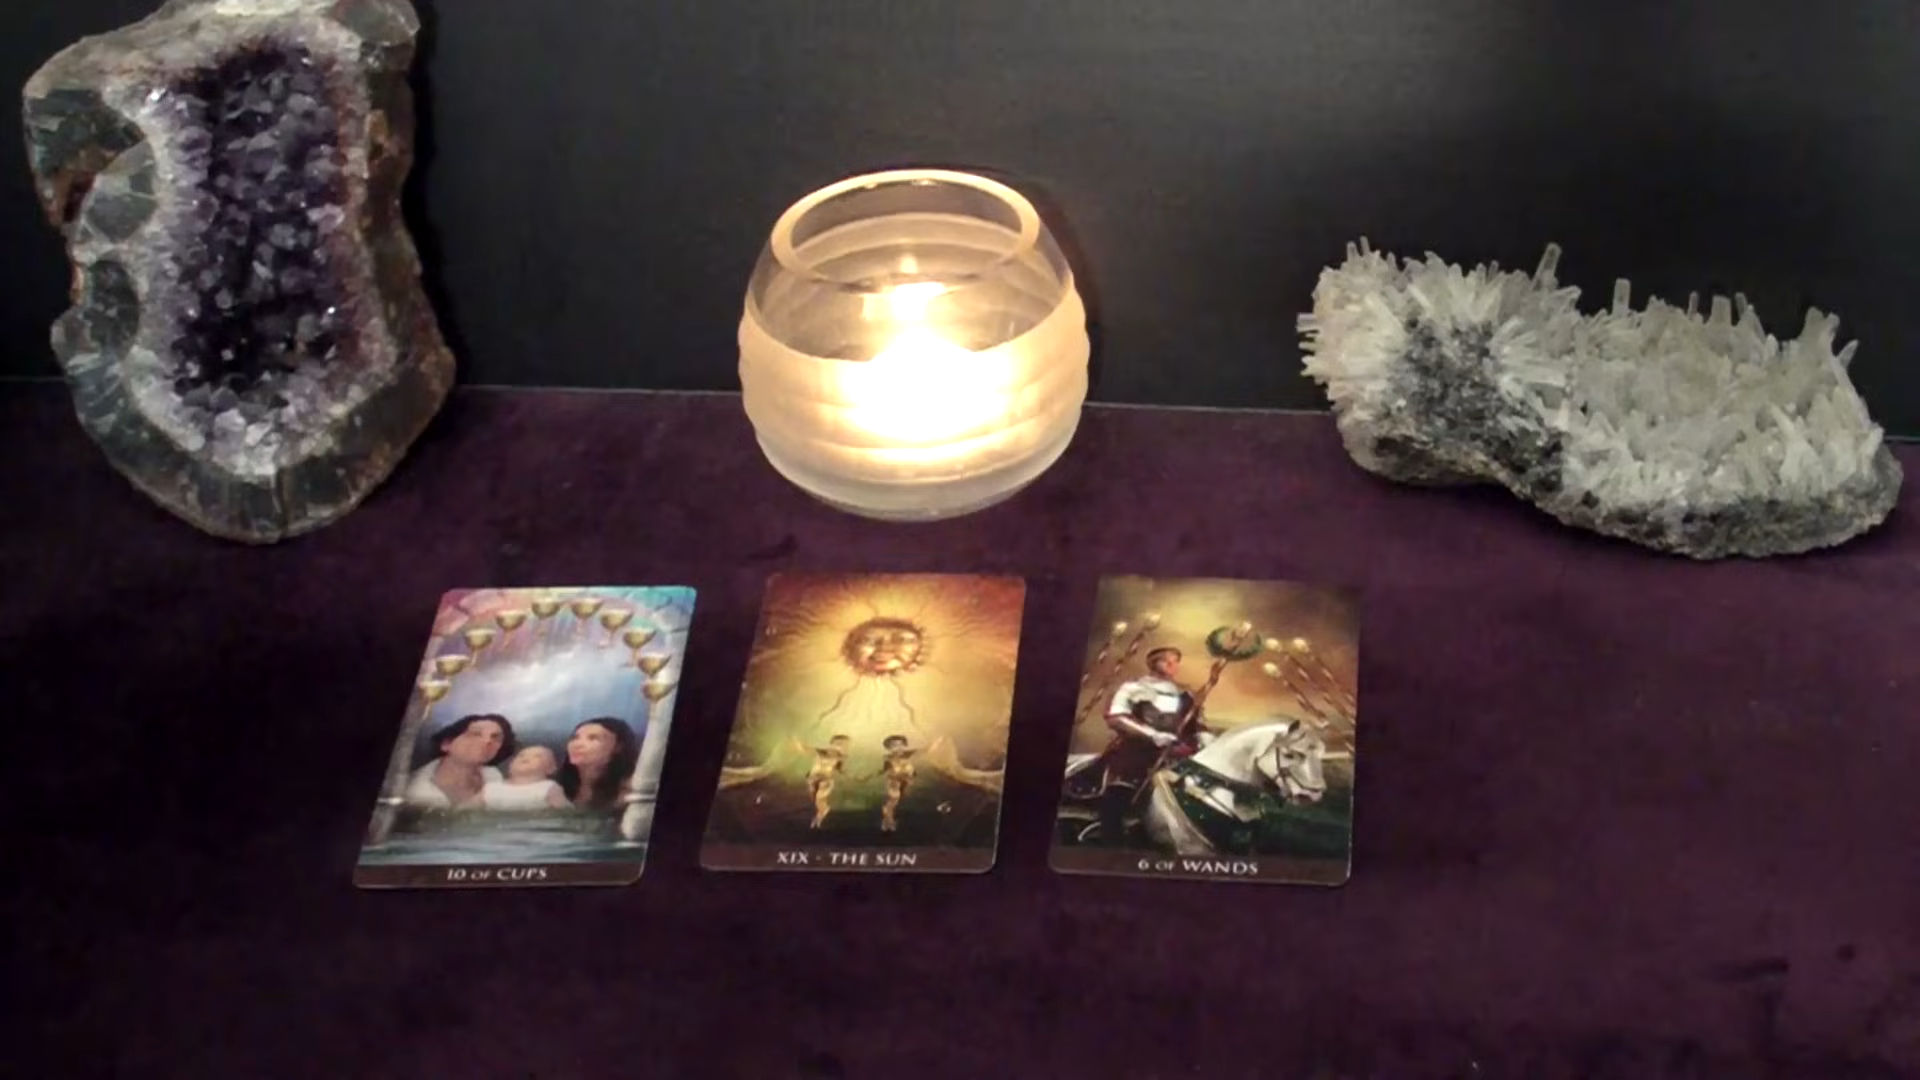 10 OF CUPS
XIX · THE SUN
6 OF WANDS